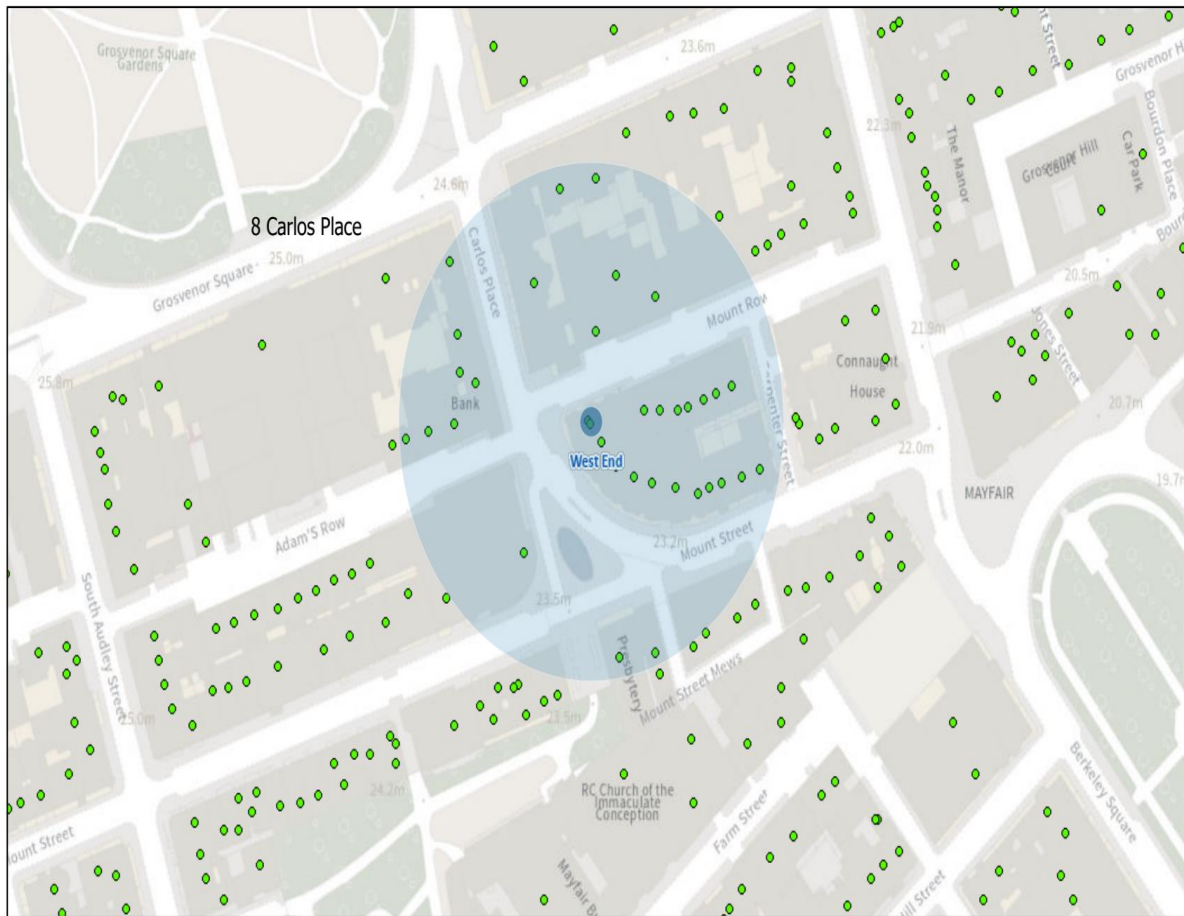 Grosvenor Square
Gardens
23.6m
Grosvenor H
nt Street
22.3m
The Manor
Grosvenor Hill
Court
Car Park
Bourdon Place
Bour
24.6m
8 Carlos Place
25.0m
Grosvenor Square
Carlos Place
Mount Row
20.5m
21.9m
Jones Street
25.8m
Bank
Connaught
House
Carpenter Street
20.7m
West End
22.0m
MAYFAIR
19.7m
Adam'S Row
Mount Street
23.2m
South Audley Street
23.5m
Presbytery
Mount Street Mews
25.0m
23.5m
24.2m
RC Church of the
Immaculate
Conception
Farm Street
Berkeley Square
Mount Street
Mayfair B
Hill Street